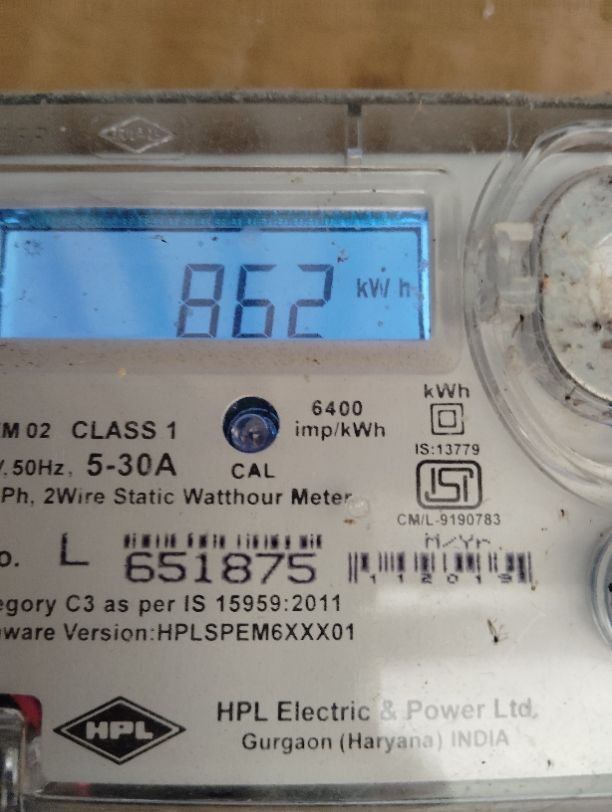 862 kWh
kWh
6400
imp/kWh
CLASS 1
02
50Hz, 5-30A
CAL
IS:13779
ISI
Ph, 2Wire Static Watthour Meter
CM/L-9190783
M/Yr.
L 651875 112019
C3 as per IS 15959:2011
Version:HPLSPEM6XXX01
HPL
HPL Electric & Power Ltd.
Gurgaon (Haryana) INDIA